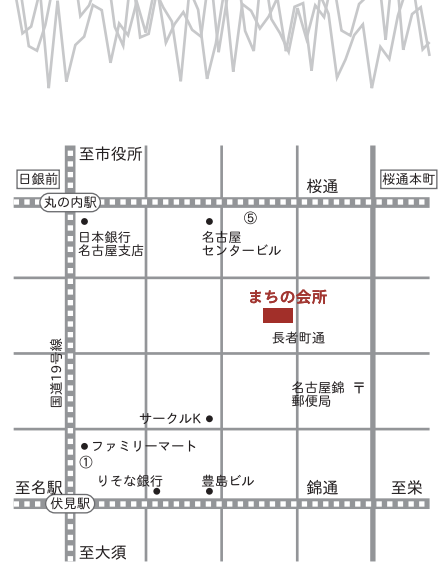 至市役所
日銀前
桜通本町
桜通
丸の内駅
⑤
日本銀行
名古屋支店
名古屋
センタービル
まちの会所
長者町通
国道19号線
名古屋錦 〒
郵便局
サークルK
ファミリーマート
①
りそな銀行
豊島ビル
至名駅
錦通
至栄
伏見駅
至大須